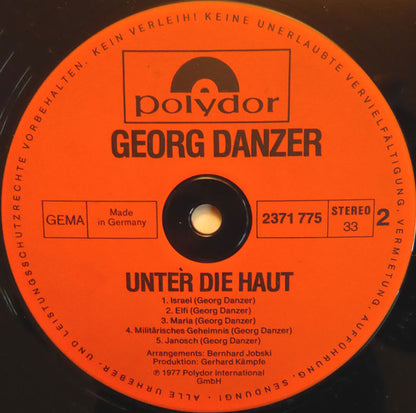 KEIN VERLEIH! KEINE UNERLAUBTE VERVIELFÄLTIGUNG, VERMIETUNG, AUFFÜHRUNG, SENDUNG! · ALLE URHEBER- UND LEISTUNGSSCHUTZRECHTE VORBEHALTEN.
polydor
GEORG DANZER
GEMA
Made
in Germany
2371 775
STEREO
33
2
UNTER DIE HAUT
1. Israel (Georg Danzer)
2. Elfi (Georg Danzer)
3. Maria (Georg Danzer)
4. Militärisches Geheimnis (Georg Danzer)
5. Janosch (Georg Danzer)
Arrangements: Bernhard Jobski
Produktion: Gerhard Kämpfe
℗ 1977 Polydor International
GmbH